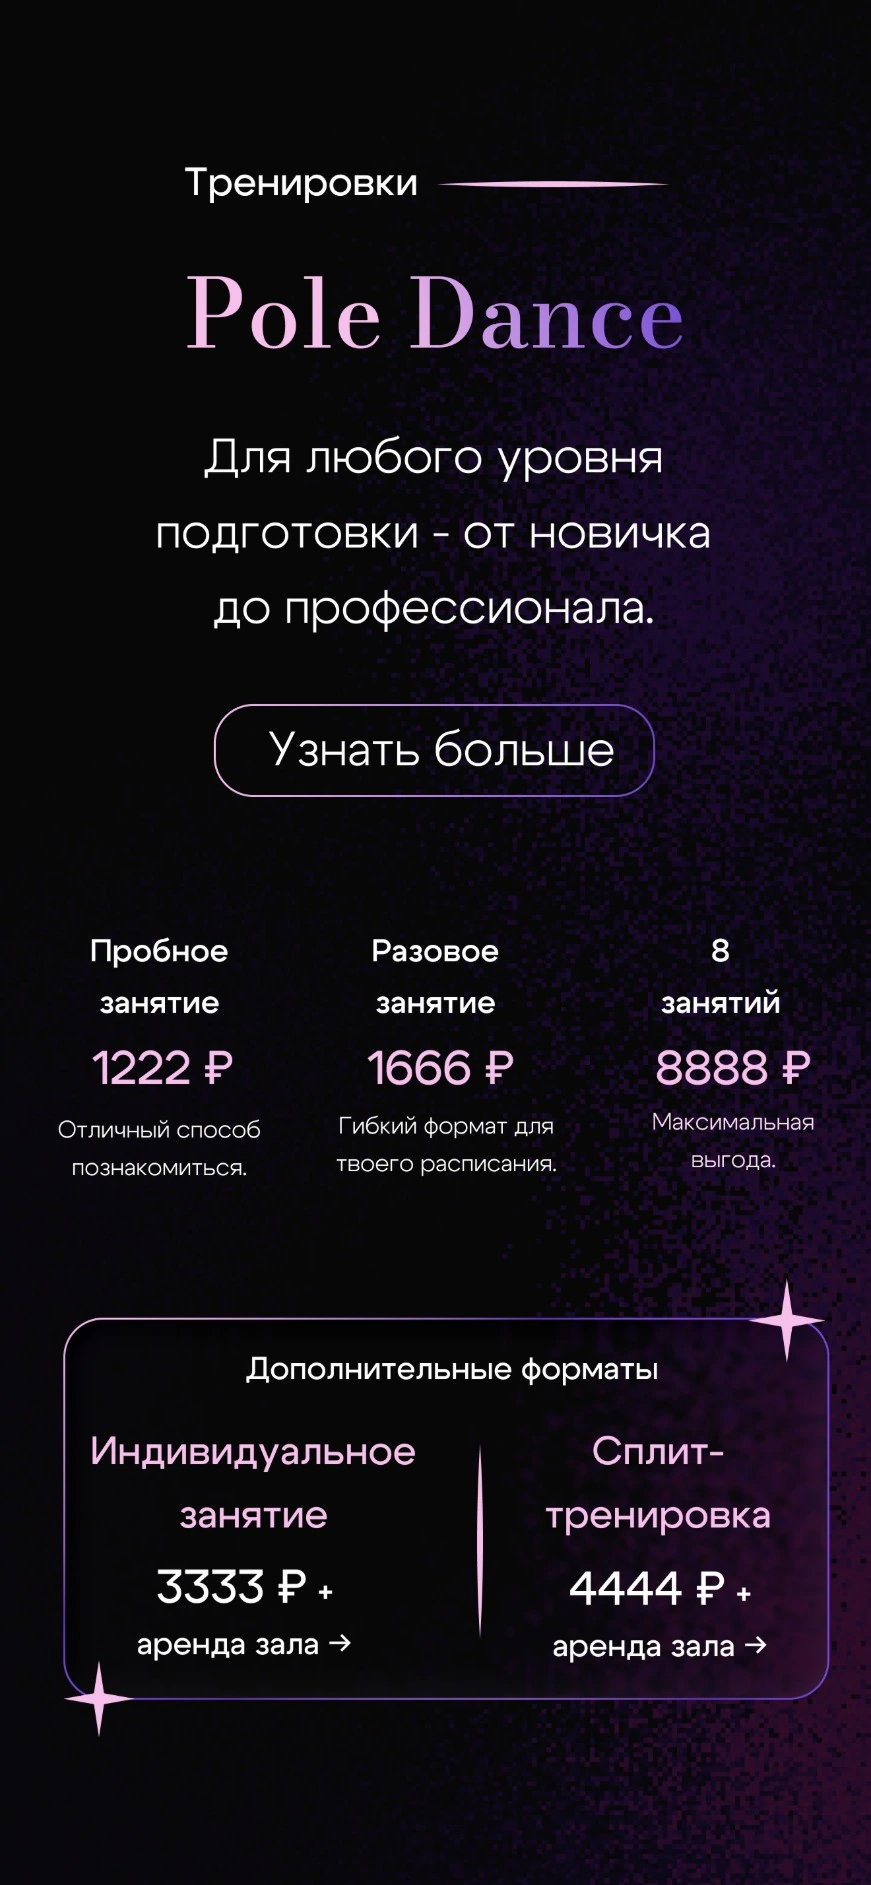 Тренировки
Pole Dance
Для любого уровня
подготовки - от новичка
до профессионала.
Узнать больше
Пробное
занятие
1222 ₽
Отличный способ
познакомиться.
Разовое
занятие
1666 ₽
Гибкий формат для
твоего расписания.
8
занятий
8888 ₽
Максимальная
выгода.
Дополнительные форматы
Индивидуальное
занятие
3333 ₽ +
аренда зала →
Сплит-
тренировка
4444 ₽ +
аренда зала →